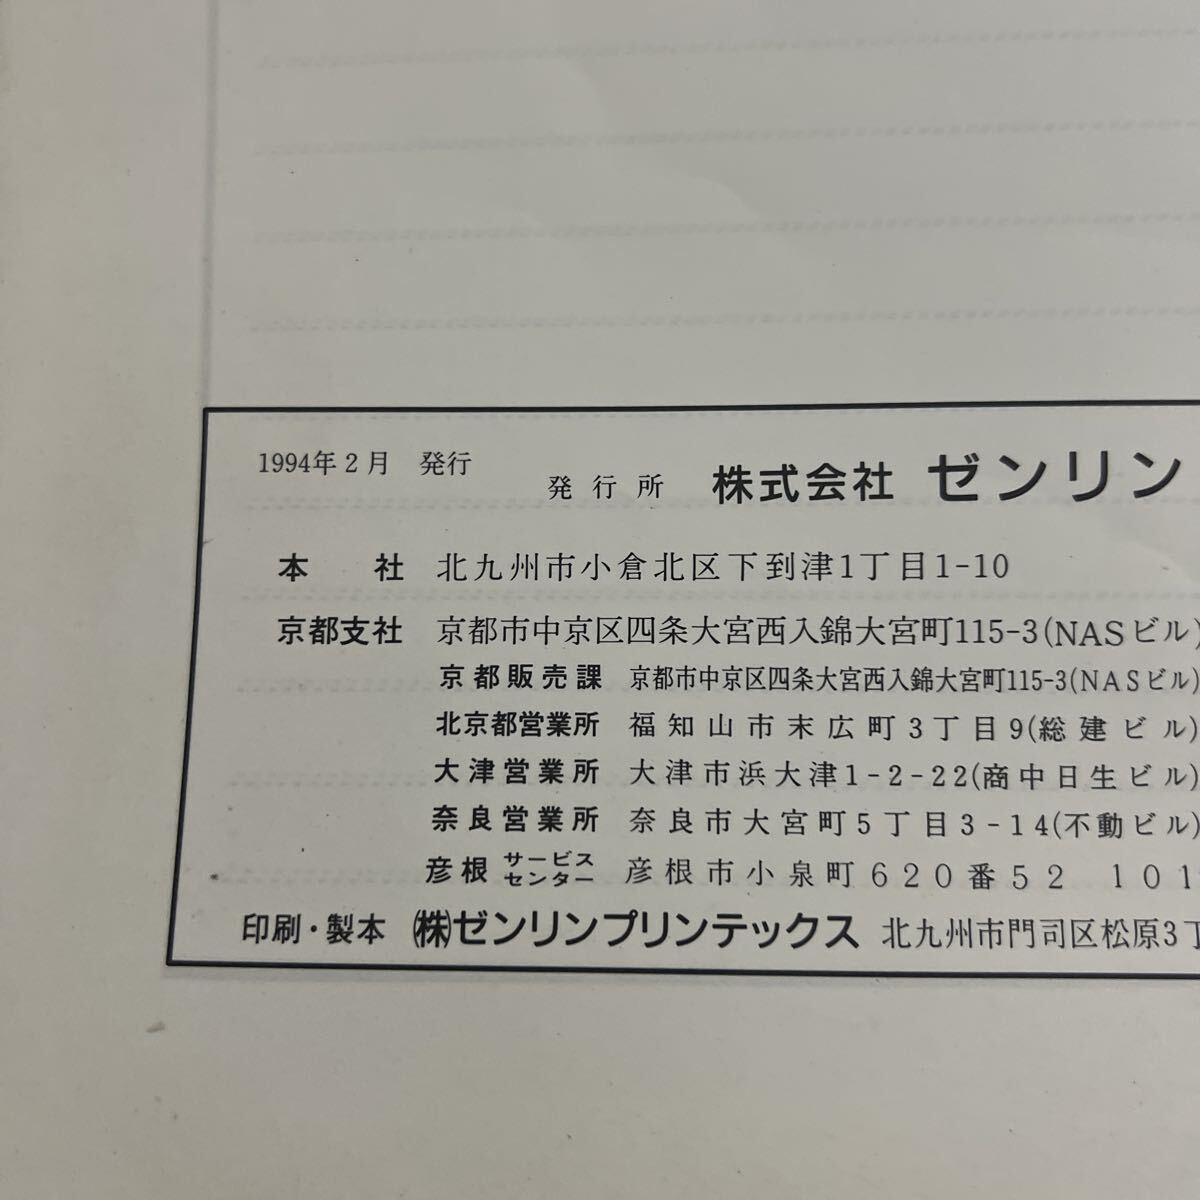 1994年2月 発行
発行所 株式会社 ゼンリン
本社 北九州市小倉北区下到津1丁目1-10
京都支社 京都市中京区四条大宮西入錦大宮町115-3(NASビル)
京都販売課 京都市中京区四条大宮西入錦大宮町115-3(NASビル)
北京都営業所 福知山市末広町3丁目9(総建ビル)
大津営業所 大津市浜大津1-2-22(商中日生ビル)
奈良営業所 奈良市大宮町5丁目3-14(不動ビル)
彦根サービスセンター 彦根市小泉町620番52 101
印刷・製本 ㈱ゼンリンプリンテックス 北九州市門司区松原3丁